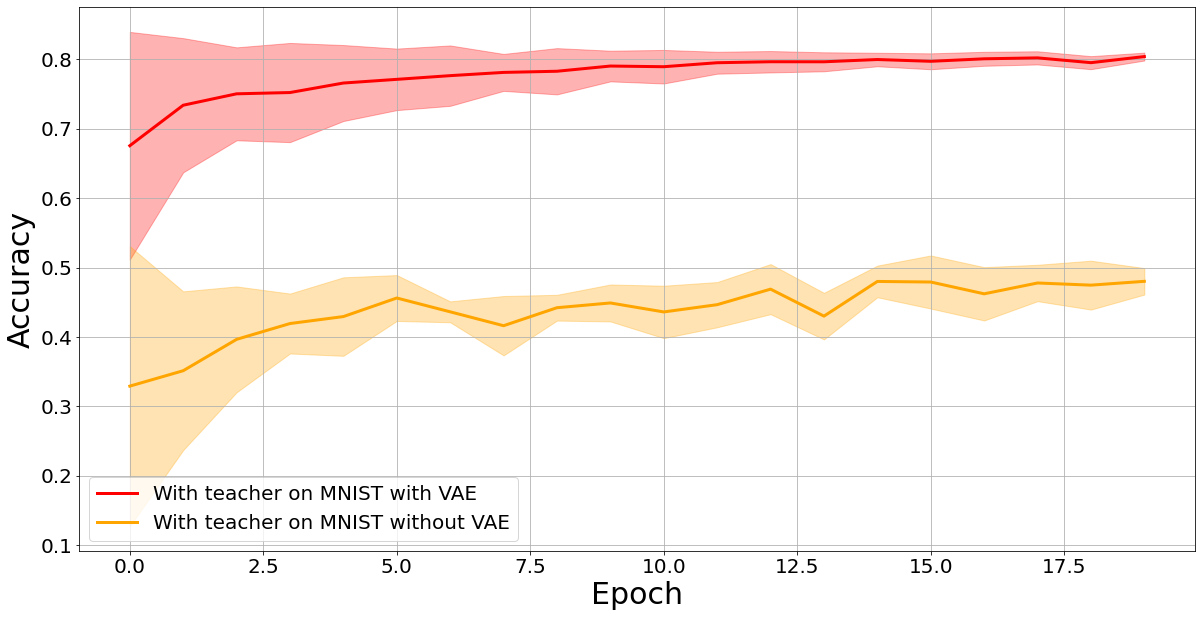 0.8
0.7
0.6
0.5
0.4
0.3
0.2
0.1
Accuracy
With teacher on MNIST with VAE
With teacher on MNIST without VAE
0.0 2.5 5.0 7.5 10.0 12.5 15.0 17.5
Epoch